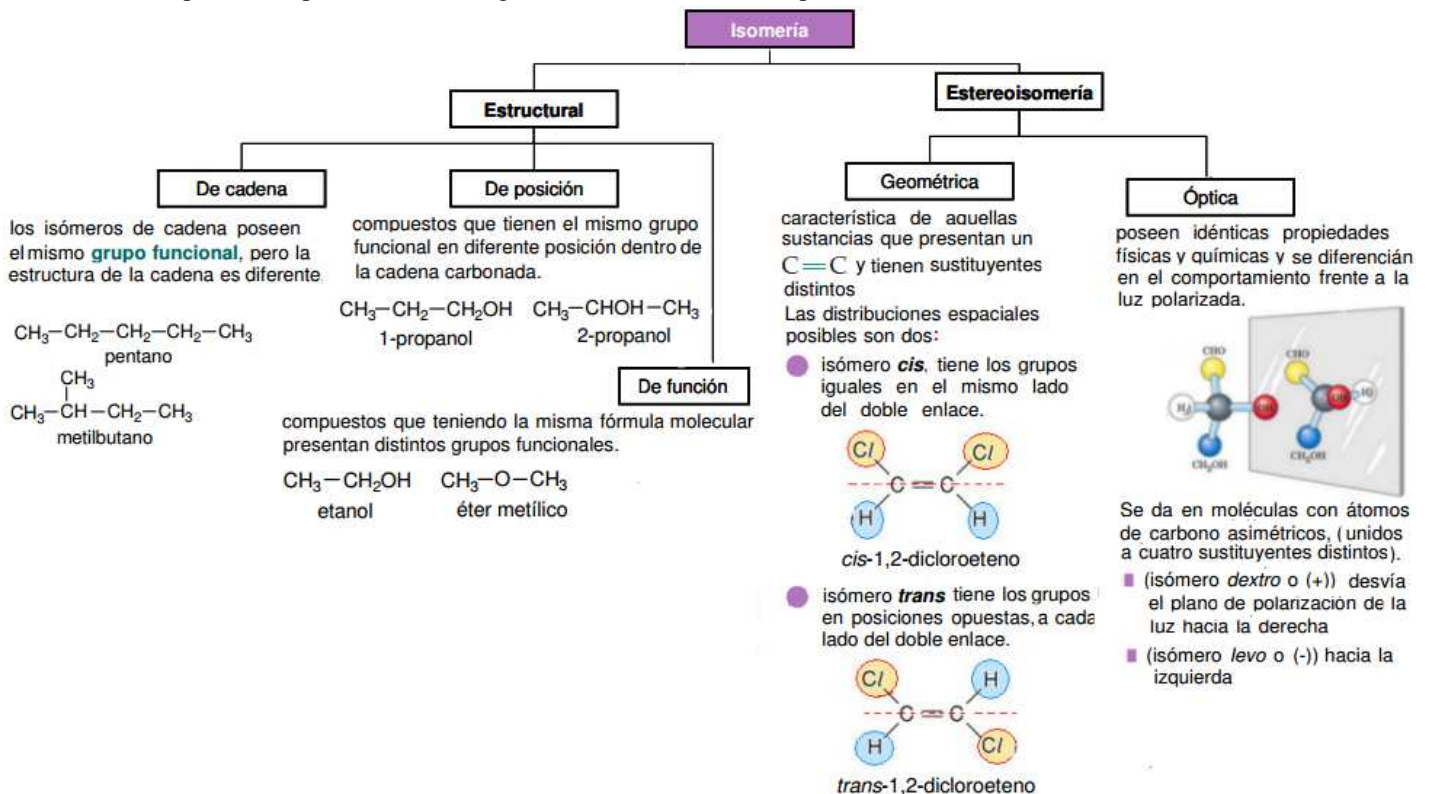 Isomería
Estructural
Estereoisomería
De cadena
los isómeros de cadena poseen
el mismo grupo funcional, pero la
estructura de la cadena es diferente
CH₃–CH₂–CH₂–CH₂–CH₃
pentano
CH₃
CH₃–CH–CH₂–CH₃
metilbutano
De posición
compuestos que tienen el mismo grupo
funcional en diferente posición dentro de
la cadena carbonada.
CH₃–CH₂–CH₂OH CH₃–CHOH–CH₃
1-propanol 2-propanol
De función
compuestos que teniendo la misma fórmula molecular
presentan distintos grupos funcionales.
CH₃–CH₂OH CH₃–O–CH₃
etanol éter metílico
Geométrica
característica de aquellas
sustancias que presentan un
C=C y tienen sustituyentes
distintos
Las distribuciones espaciales
posibles son dos:
isómero cis, tiene los grupos
iguales en el mismo lado
del doble enlace.
Cl Cl
C=C
H H
cis-1,2-dicloroeteno
isómero trans tiene los grupos
en posiciones opuestas, a cada
lado del doble enlace.
Cl H
C=C
H Cl
trans-1,2-dicloroeteno
Óptica
poseen idénticas propiedades
físicas y químicas y se diferencián
en el comportamiento frente a la
luz polarizada.
CHO CHO
CH₂OH CH₂OH
Se da en moléculas con átomos
de carbono asimétricos, (unidos
a cuatro sustituyentes distintos).
(isómero dextro o (+)) desvía
el plano de polarización de la
luz hacia la derecha
(isómero levo o (-)) hacia la
izquierda